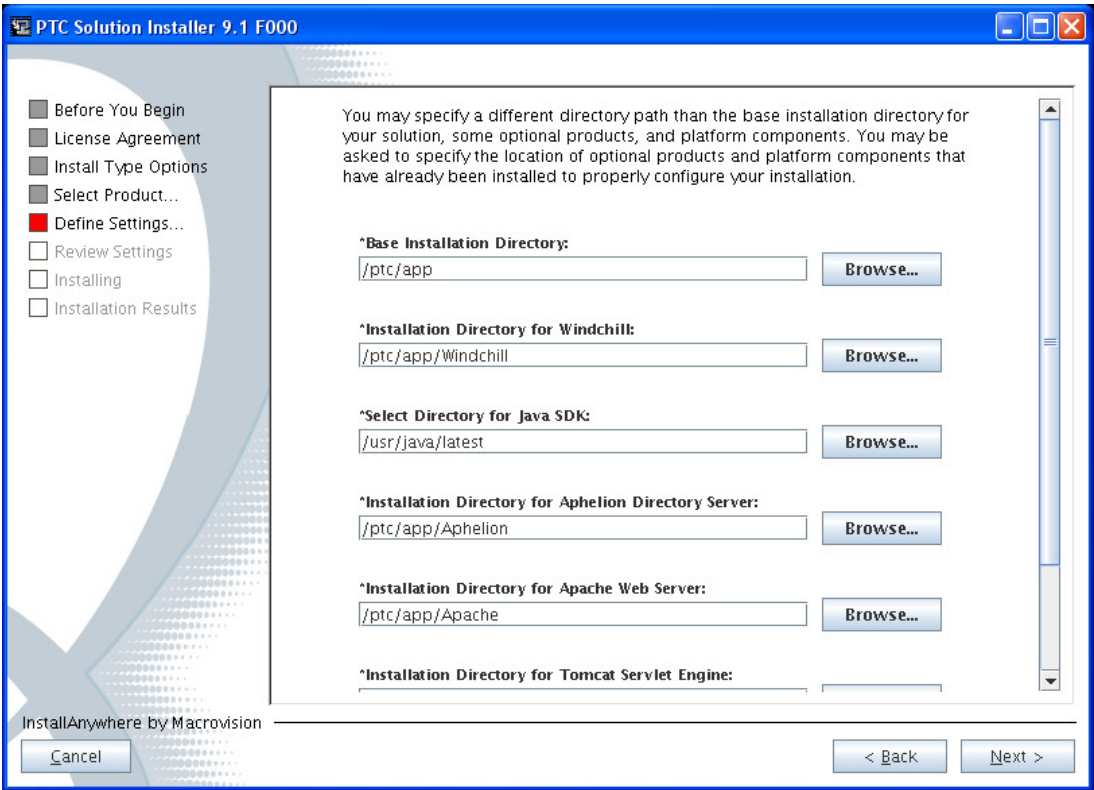 PTC Solution Installer 9.1 F000
Before You Begin
License Agreement
Install Type Options
Select Product...
Define Settings...
Review Settings
Installing
Installation Results
You may specify a different directory path than the base installation directory for
your solution, some optional products, and platform components. You may be
asked to specify the location of optional products and platform components that
have already been installed to properly configure your installation.
*Base Installation Directory:
/ptc/app
Browse...
*Installation Directory for Windchill:
/ptc/app/Windchill
Browse...
*Select Directory for Java SDK:
/usr/java/latest
Browse...
*Installation Directory for Aphelion Directory Server:
/ptc/app/Aphelion
Browse...
*Installation Directory for Apache Web Server:
/ptc/app/Apache
Browse...
*Installation Directory for Tomcat Servlet Engine:
InstallAnywhere by Macrovision
Cancel
< Back
Next >